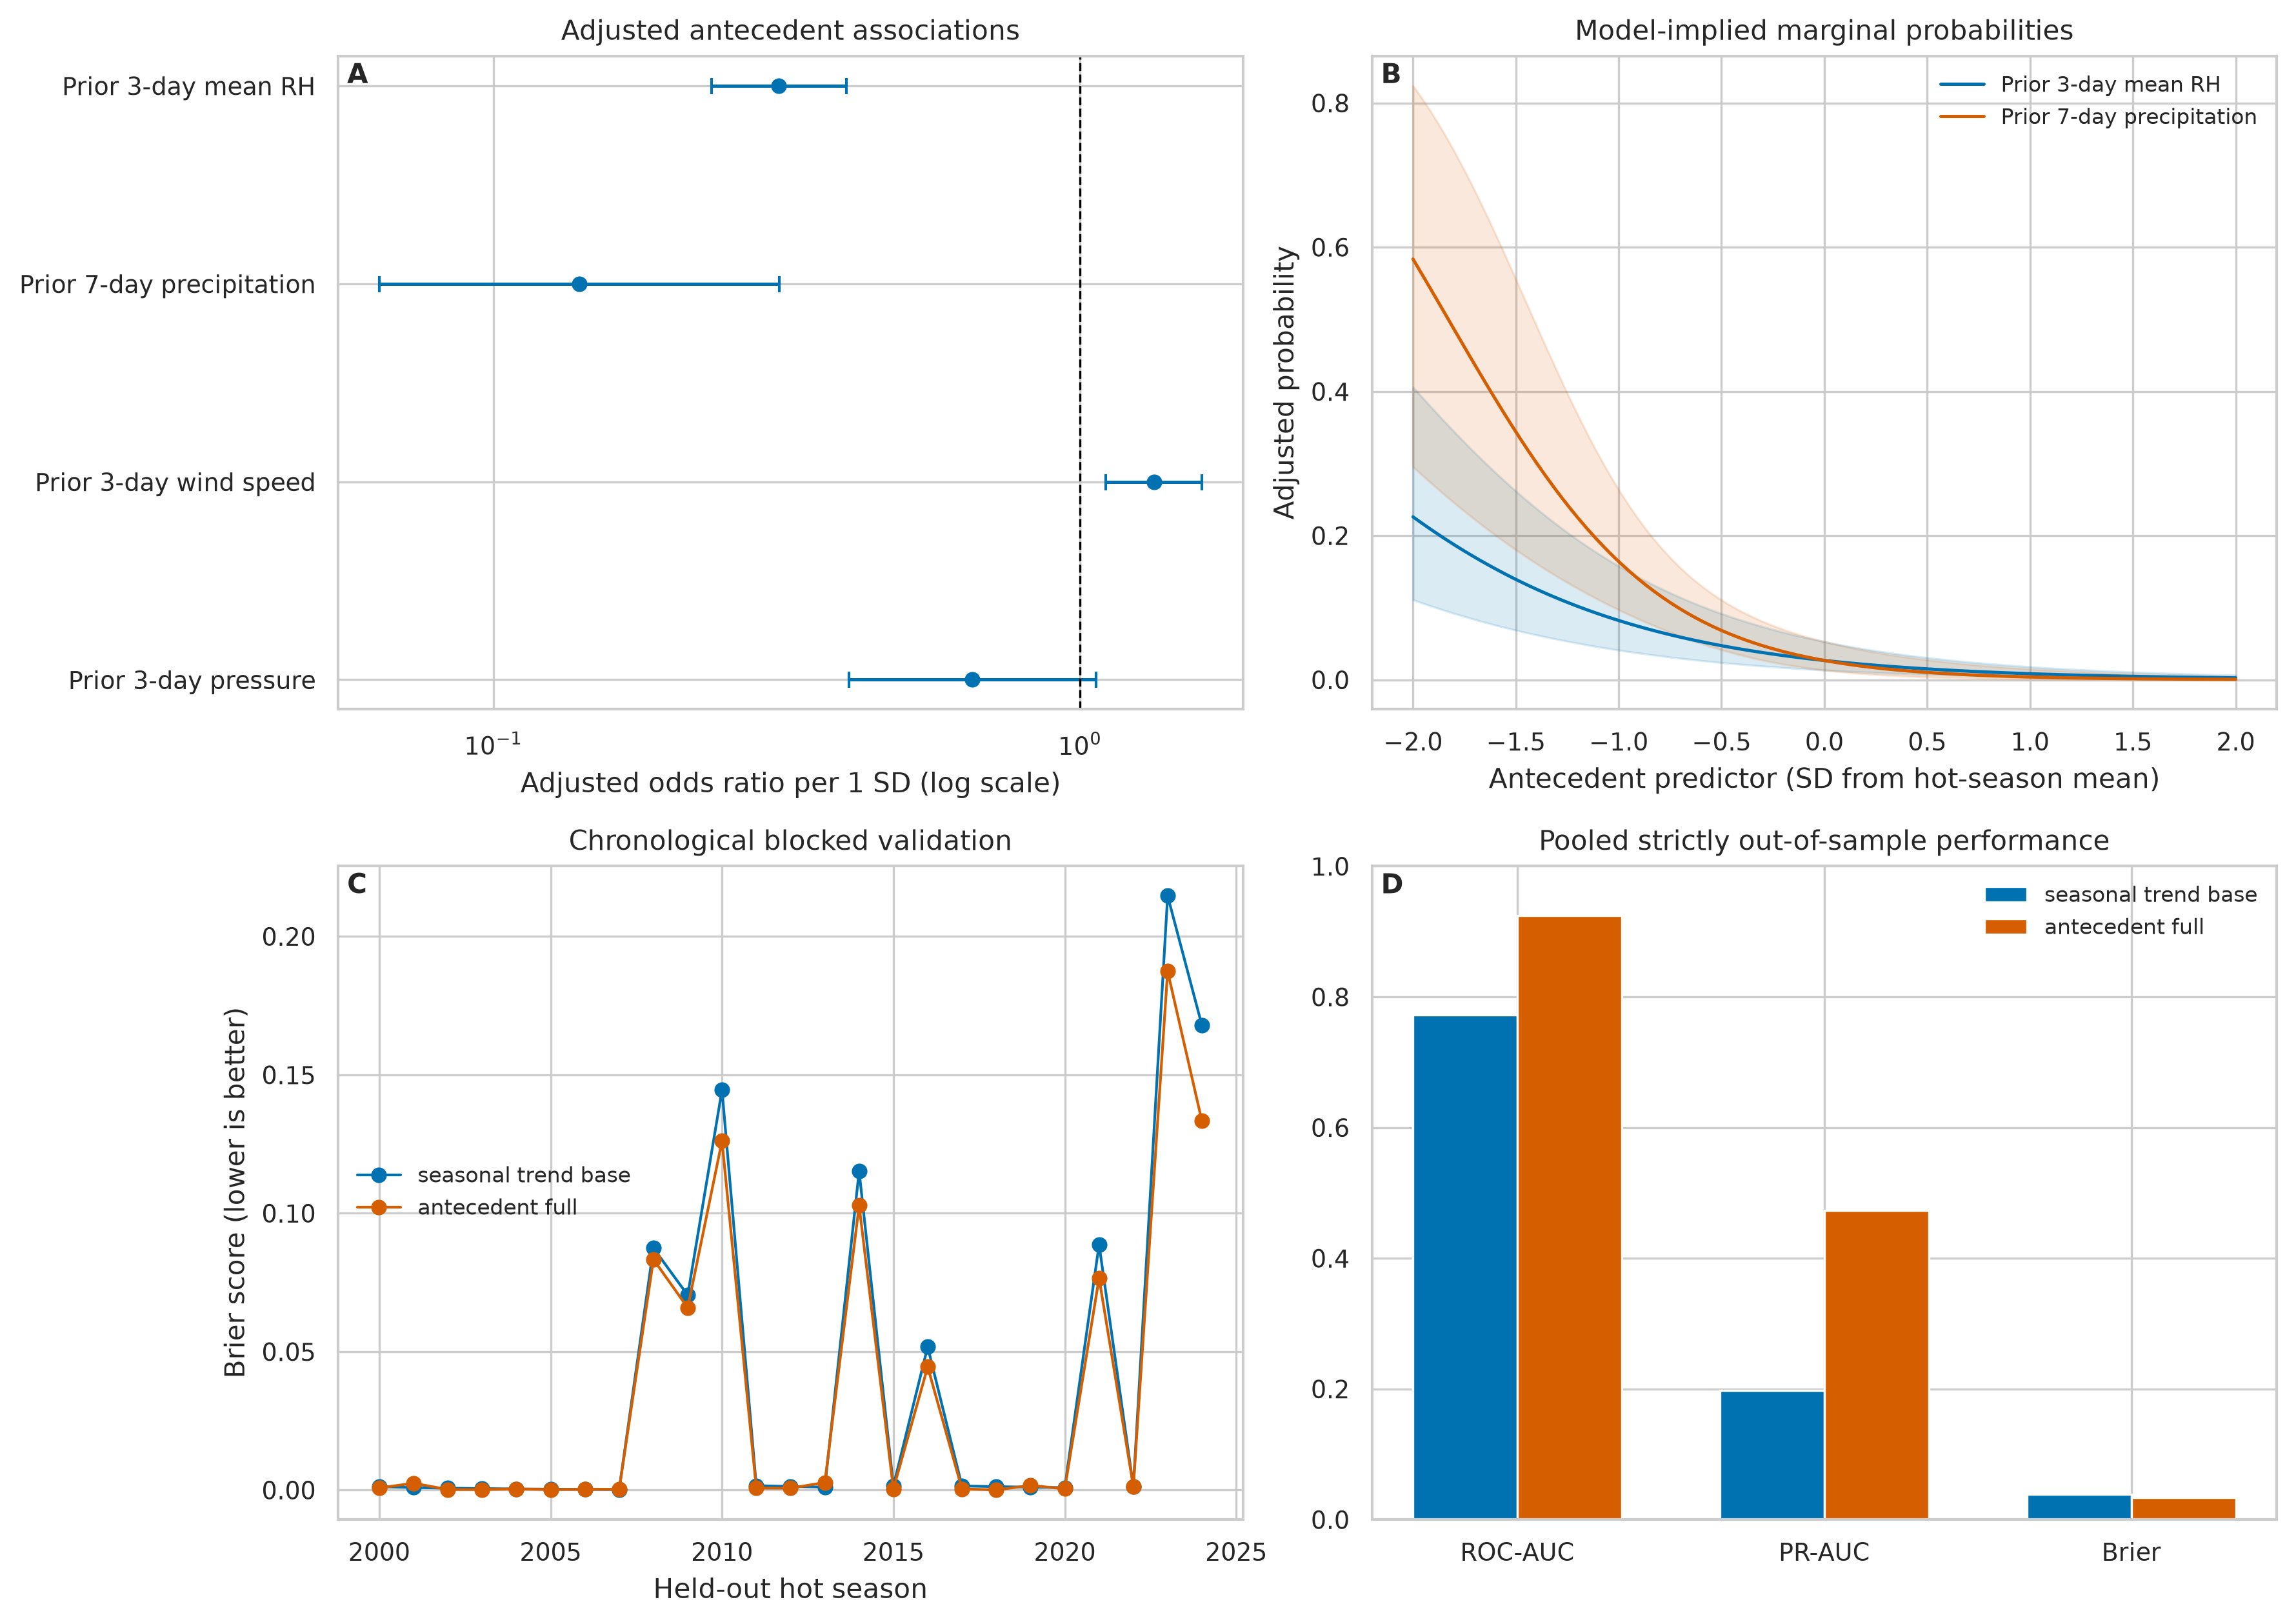 Adjusted antecedent associations
A
Prior 3-day mean RH
Prior 7-day precipitation
Prior 3-day wind speed
Prior 3-day pressure
10⁻¹
10⁰
Adjusted odds ratio per 1 SD (log scale)
Model-implied marginal probabilities
B
Prior 3-day mean RH
Prior 7-day precipitation
Adjusted probability
0.8
0.6
0.4
0.2
0.0
−2.0
−1.5
−1.0
−0.5
0.0
0.5
1.0
1.5
2.0
Antecedent predictor (SD from hot-season mean)
Chronological blocked validation
C
Brier score (lower is better)
0.20
0.15
0.10
0.05
0.00
seasonal trend base
antecedent full
2000
2005
2010
2015
2020
2025
Held-out hot season
Pooled strictly out-of-sample performance
D
seasonal trend base
antecedent full
1.0
0.8
0.6
0.4
0.2
0.0
ROC-AUC
PR-AUC
Brier